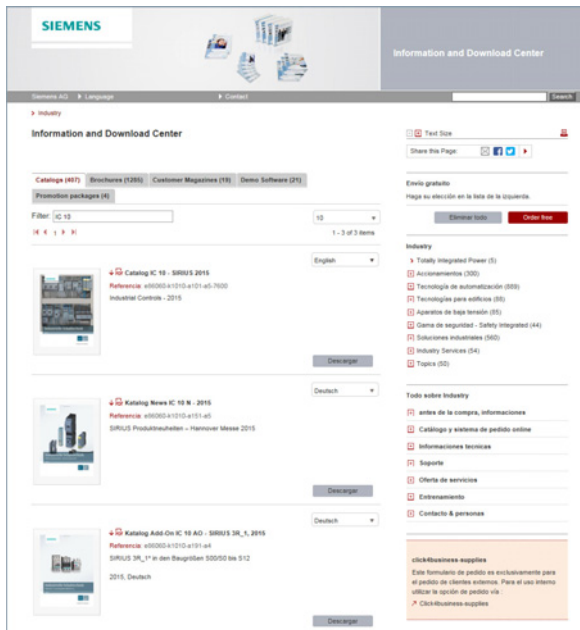 SIEMENS
Information and Download Center
Siemens AG
Language
Contact
Search
Industry
Information and Download Center
Text Size
Share this Page:
Catalogs (407)
Brochures (1285)
Customer Magazines (19)
Demo Software (21)
Promotion packages (4)
Filter: IC 10
10
1
1 - 3 of 3 items
English
Catalog IC 10 - SIRIUS 2015
Referencia: e86060-k1010-a101-a5-7600
Industrial Controls - 2015
Descargar
Deutsch
Katalog News IC 10 N - 2015
Referencia: e86060-k1010-a151-a5
SIRIUS Produktneuheiten – Hannover Messe 2015
Descargar
Deutsch
Katalog Add-On IC 10 AO - SIRIUS 3R_1, 2015
Referencia: e86060-k1010-a191-a4
SIRIUS 3R_1* in den Baugrößen S00/S0 bis S12
2015, Deutsch
Descargar
Envío gratuito
Haga su elección en la lista de la izquierda.
Eliminar todo
Order free
Industry
Totally Integrated Power (5)
Accionamientos (300)
Tecnología de automatización (869)
Tecnologías para edificios (88)
Aparatos de baja tensión (85)
Gama de seguridad - Safety Integrated (44)
Soluciones industriales (560)
Industry Services (54)
Topics (50)
Todo sobre Industry
antes de la compra, informaciones
Catálogo y sistema de pedido online
Informaciones tecnicas
Soporte
Oferta de servicios
Entrenamiento
Contacto & personas
click4business-supplies
Este formulario de pedido es exclusivamente para
el pedido de clientes externos. Para el uso interno
utilizar la opción de pedido vía :
Click4business-supplies